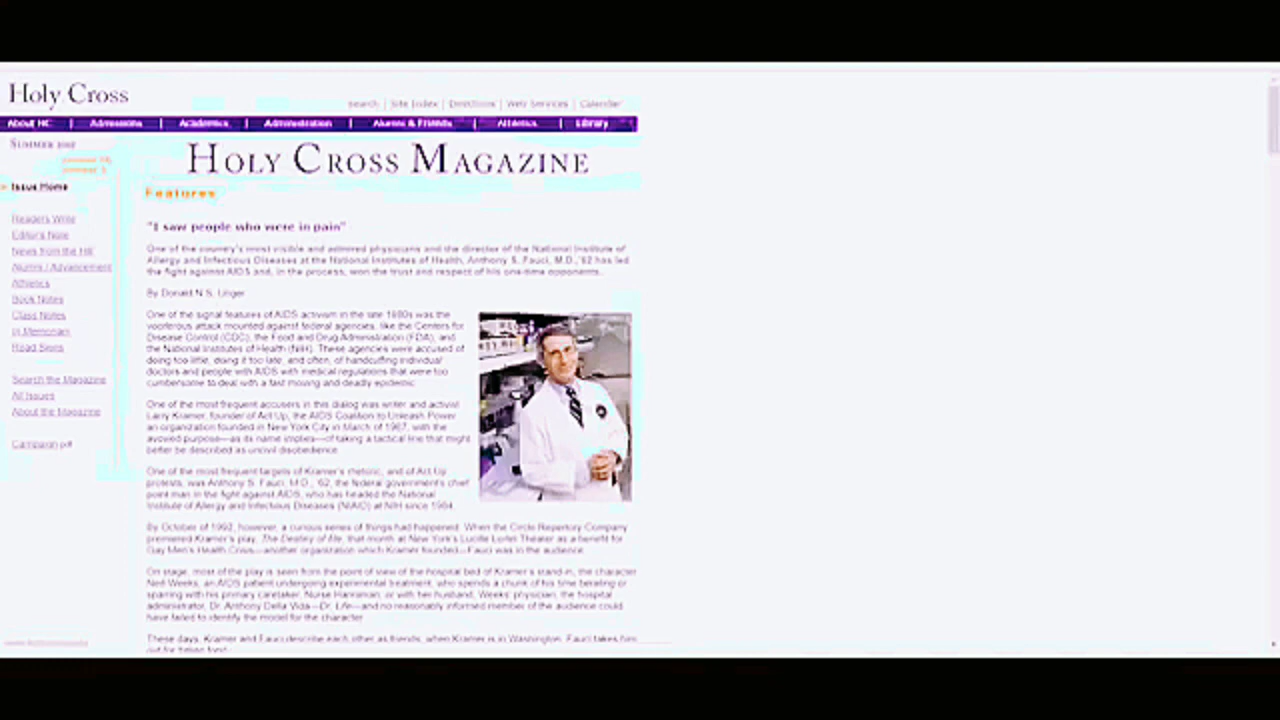 Holy Cross
Search | Site Index | Directions | Web Services | Calendar
About HC | Admissions | Academics | Administration | Alumni & Friends | Athletics | Library
SUMMER
HOLY CROSS MAGAZINE
Issue Home
Features
Readers Write
Editor's Note
News from the Hill
Alumni / Advancement
Athletics
Book Notes
Class Notes
In Memoriam
Road Signs
Search the Magazine
All Issues
About the Magazine
Campaign pdf
"I saw people who were in pain"
One of the country's most visible and admired physicians and the director of the National Institute of
Allergy and Infectious Diseases at the National Institutes of Health, Anthony S. Fauci, M.D.,'62 has led
the fight against AIDS and, in the process, won the trust and respect of his one-time opponents.
By Donald N.S. Unger
One of the signal features of AIDS activism in the late 1980s was the
vociferous attack mounted against federal agencies, like the Centers for
Disease Control (CDC), the Food and Drug Administration (FDA), and
the National Institutes of Health (NIH). These agencies were accused of
doing too little, doing it too late, and often, of handcuffing individual
doctors and people with AIDS with medical regulations that were too
cumbersome to deal with a fast moving and deadly epidemic.
One of the most frequent accusers in this dialog was writer and activist
Larry Kramer, founder of Act Up, the AIDS Coalition to Unleash Power,
an organization founded in New York City in March of 1987, with the
avowed purpose—as its name implies—of taking a tactical line that might
better be described as uncivil disobedience.
One of the most frequent targets of Kramer's rhetoric, and of Act Up
protests, was Anthony S. Fauci, M.D., '62, the federal government's chief
point man in the fight against AIDS, who has headed the National
Institute of Allergy and Infectious Diseases (NIAID) at NIH since 1984.
By October of 1992, however, a curious series of things had happened. When the Circle Repertory Company
premiered Kramer's play, The Destiny of Me, that month at New York's Lucille Lortel Theater as a benefit for
Gay Men's Health Crisis—another organization which Kramer founded—Fauci was in the audience.
On stage, most of the play is seen from the point of view of the hospital bed of Kramer's stand-in, the character
Ned Weeks, an AIDS patient undergoing experimental treatment, who spends a chunk of his time berating or
sparring with his primary caretaker, Nurse Hanniman, or with her husband, Weeks' physician, the hospital
administrator, Dr. Anthony Della Vida—Dr. Life—and no reasonably informed member of the audience could
have failed to identify the model for the character.
These days, Kramer and Fauci describe each other as friends; when Kramer is in Washington, Fauci takes him
out for Italian food.